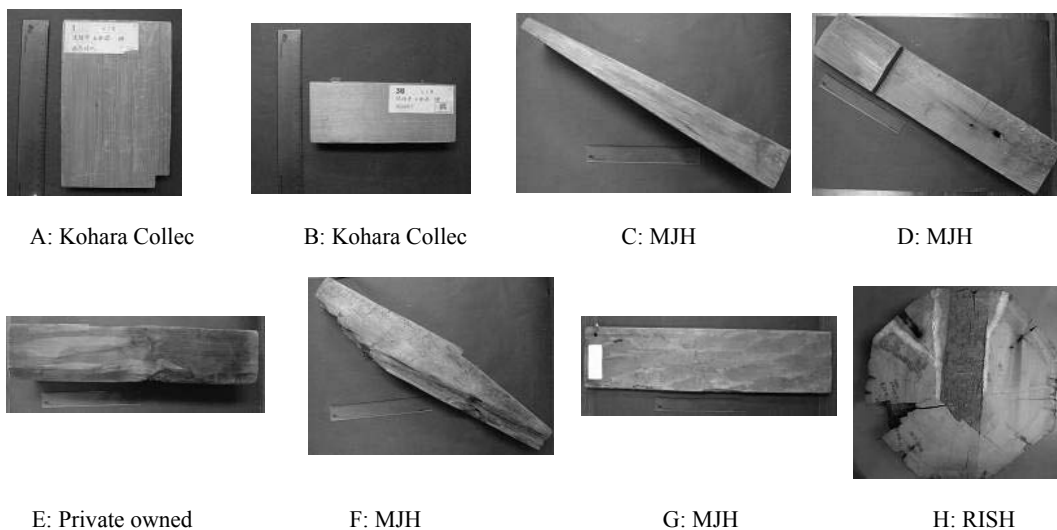 A: Kohara Collec
B: Kohara Collec
C: MJH
D: MJH
E: Private owned
F: MJH
G: MJH
H: RISH